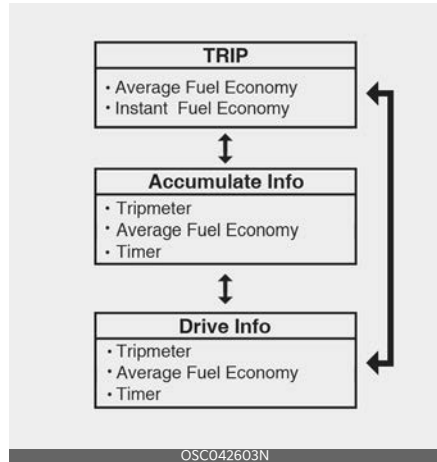 TRIP
• Average Fuel Economy
• Instant Fuel Economy
Accumulate Info
• Tripmeter
• Average Fuel Economy
• Timer
Drive Info
• Tripmeter
• Average Fuel Economy
• Timer
OSC042603N